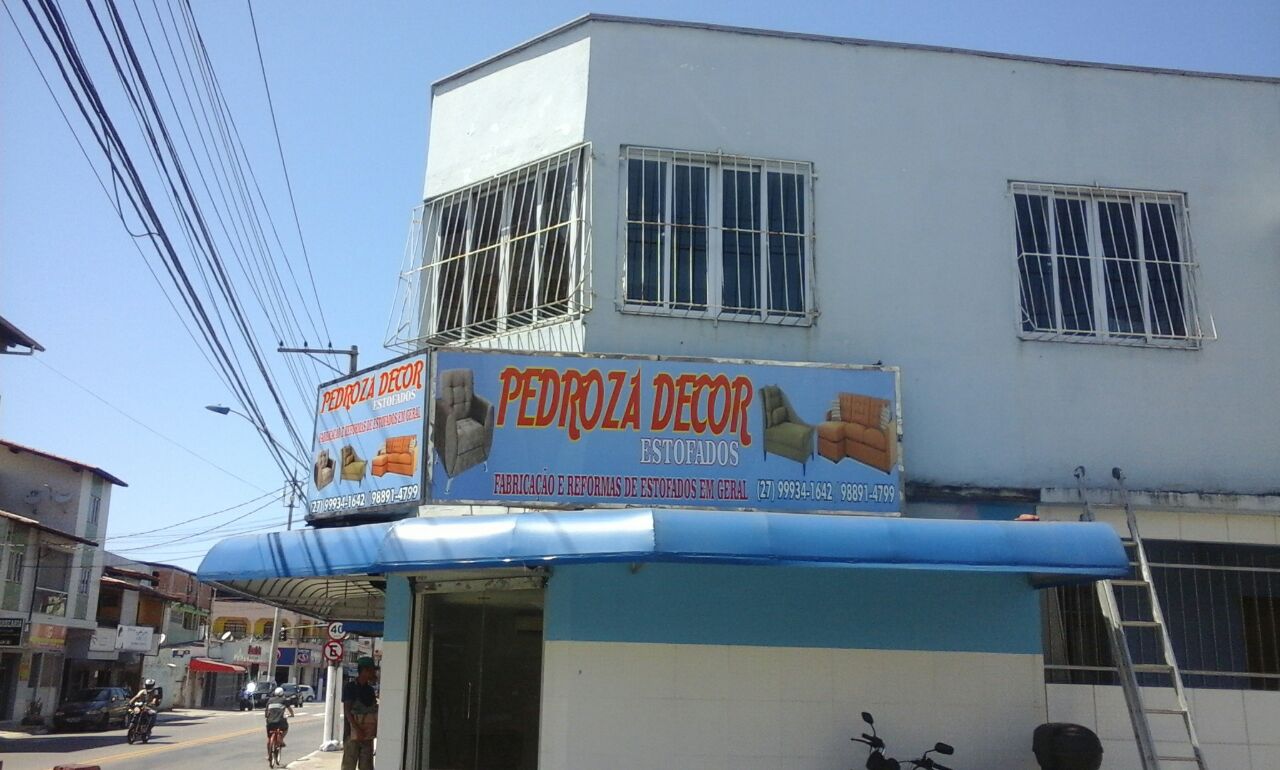 PEDROZA DECOR
ESTOFADOS
FABRICAÇÃO E REFORMAS DE ESTOFADOS EM GERAL
(27) 99934-1642 98891-4799
PEDROZA DECOR
ESTOFADOS
FABRICAÇÃO E REFORMAS DE ESTOFADOS EM GERAL (27) 99934-1642 98891-4799
40
E